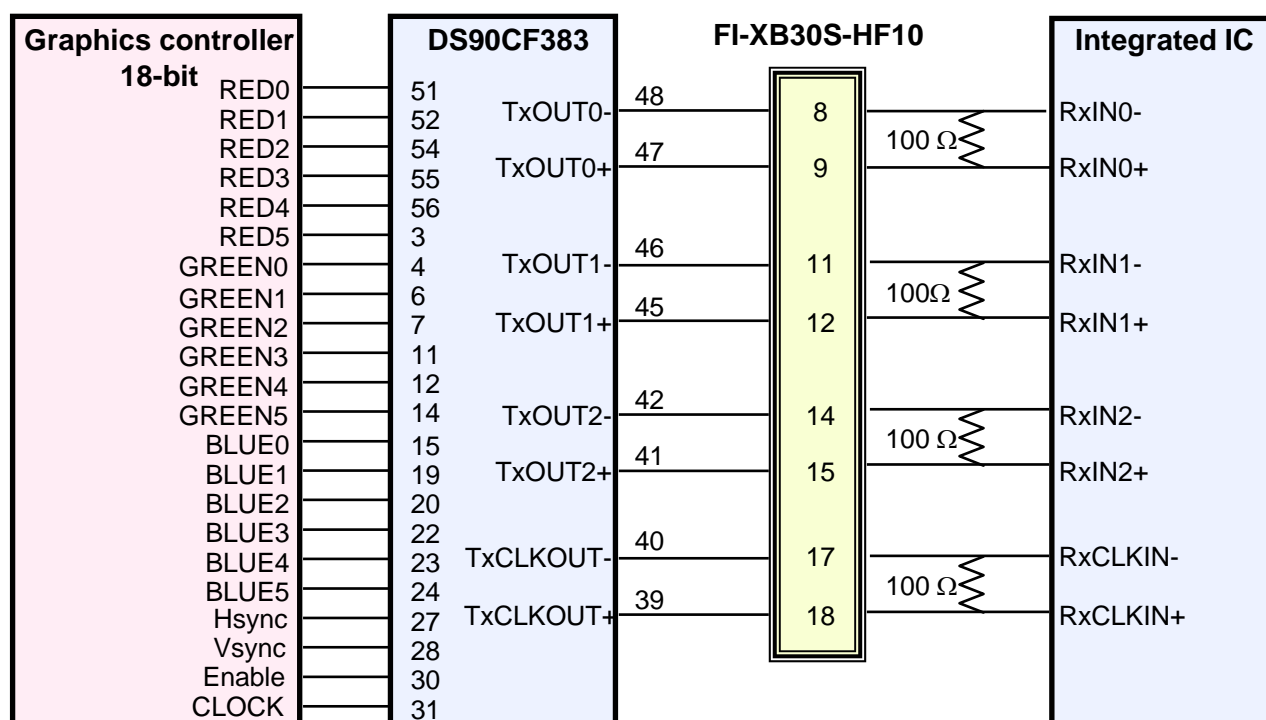 Graphics controller
18-bit
RED0
RED1
RED2
RED3
RED4
RED5
GREEN0
GREEN1
GREEN2
GREEN3
GREEN4
GREEN5
BLUE0
BLUE1
BLUE2
BLUE3
BLUE4
BLUE5
Hsync
Vsync
Enable
CLOCK
DS90CF383
51
52
54
55
56
3
4
6
7
11
12
14
15
19
20
22
23
24
27
28
30
31
TxOUT0-
TxOUT0+
TxOUT1-
TxOUT1+
TxOUT2-
TxOUT2+
TxCLKOUT-
TxCLKOUT+
48
47
46
45
42
41
40
39
FI-XB30S-HF10
8
9
11
12
14
15
17
18
100 Ω
100Ω
100 Ω
100 Ω
Integrated IC
RxIN0-
RxIN0+
RxIN1-
RxIN1+
RxIN2-
RxIN2+
RxCLKIN-
RxCLKIN+